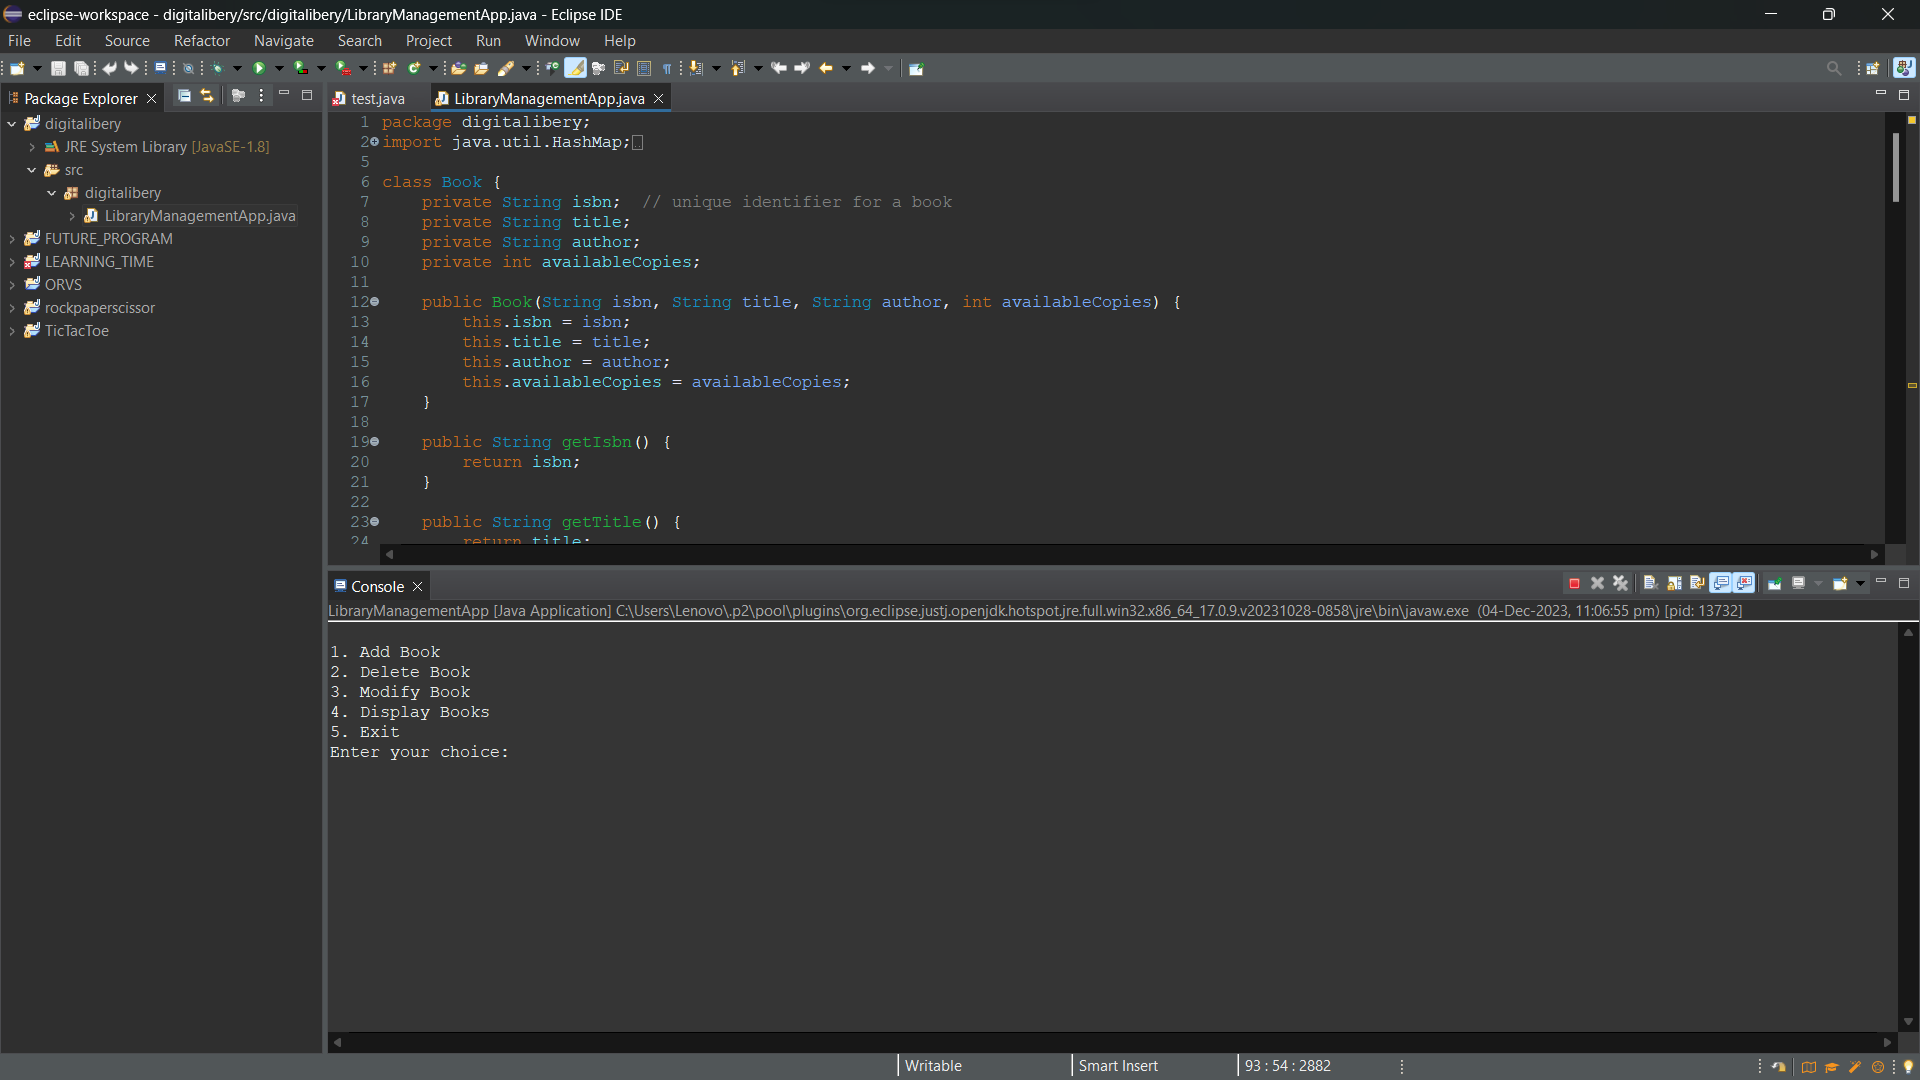 eclipse-workspace - digitalibery/src/digitalibery/LibraryManagementApp.java - Eclipse IDE
File Edit Source Refactor Navigate Search Project Run Window Help
Package Explorer
digitalibery
JRE System Library [JavaSE-1.8]
src
digitalibery
LibraryManagementApp.java
FUTURE_PROGRAM
LEARNING_TIME
ORVS
rockpaperscissor
TicTacToe
test.java LibraryManagementApp.java
1 package digitalibery;
2 import java.util.HashMap;
5
6 class Book {
7 private String isbn; // unique identifier for a book
8 private String title;
9 private String author;
10 private int availableCopies;
11
12 public Book(String isbn, String title, String author, int availableCopies) {
13 this.isbn = isbn;
14 this.title = title;
15 this.author = author;
16 this.availableCopies = availableCopies;
17 }
18
19 public String getIsbn() {
20 return isbn;
21 }
22
23 public String getTitle() {
24 return title;
Console
LibraryManagementApp [Java Application] C:\Users\Lenovo\.p2\pool\plugins\org.eclipse.justj.openjdk.hotspot.jre.full.win32.x86_64_17.0.9.v20231028-0858\jre\bin\javaw.exe (04-Dec-2023, 11:06:55 pm) [pid: 13732]
1. Add Book
2. Delete Book
3. Modify Book
4. Display Books
5. Exit
Enter your choice:
Writable Smart Insert 93 : 54 : 2882